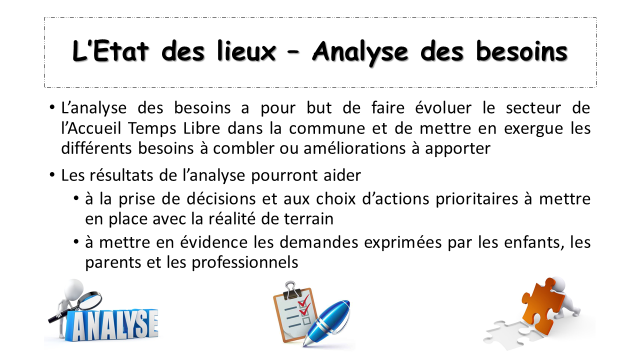 L’Etat des lieux – Analyse des besoins
• L’analyse des besoins a pour but de faire évoluer le secteur de
l’Accueil Temps Libre dans la commune et de mettre en exergue les
différents besoins à combler ou améliorations à apporter
• Les résultats de l’analyse pourront aider
• à la prise de décisions et aux choix d’actions prioritaires à mettre
en place avec la réalité de terrain
• à mettre en évidence les demandes exprimées par les enfants, les
parents et les professionnels
ANALYSE